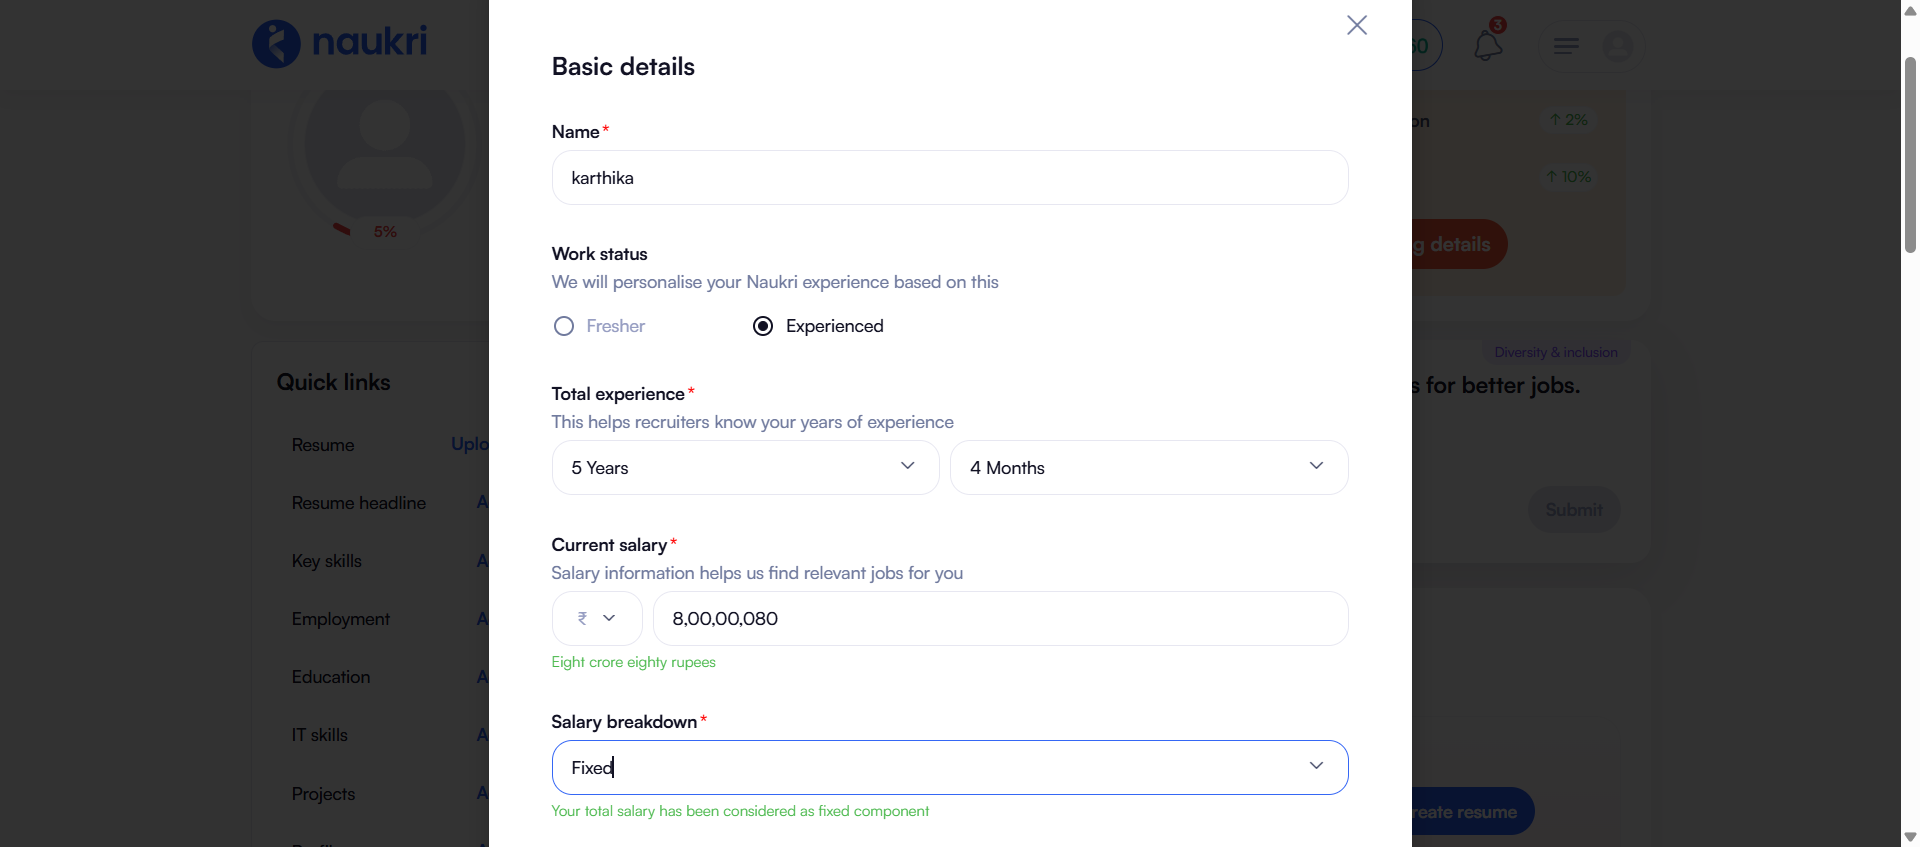 naukri
3
Basic details
Name*
karthika
2%
10%
5%
Work status
We will personalise your Naukri experience based on this
Fresher
Experienced
details
Diversity & inclusion
Quick links
for better jobs.
Total experience*
This helps recruiters know your years of experience
5 Years
4 Months
Resume
Resume headline
Submit
Current salary*
Salary information helps us find relevant jobs for you
₹
8,00,00,080
Eight crore eighty rupees
Key skills
Employment
Education
IT skills
Projects
Salary breakdown*
Fixed
Your total salary has been considered as fixed component
resume